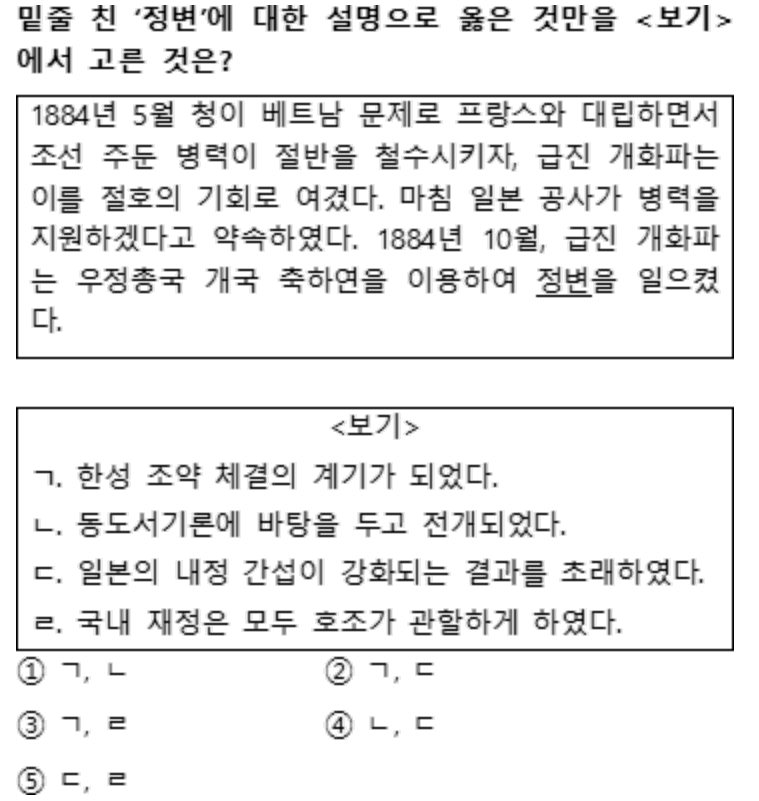 밑줄 친 '정변'에 대한 설명으로 옳은 것만을 <보기>
에서 고른 것은?
1884년 5월 청이 베트남 문제로 프랑스와 대립하면서
조선 주둔 병력이 절반을 철수시키자, 급진 개화파는
이를 절호의 기회로 여겼다. 마침 일본 공사가 병력을
지원하겠다고 약속하였다. 1884년 10월, 급진 개화파
는 우정총국 개국 축하연을 이용하여 정변을 일으켰
다.
<보기>
ㄱ. 한성 조약 체결의 계기가 되었다.
ㄴ. 동도서기론에 바탕을 두고 전개되었다.
ㄷ. 일본의 내정 간섭이 강화되는 결과를 초래하였다.
ㄹ. 국내 재정은 모두 호조가 관할하게 하였다.
① ㄱ, ㄴ ② ㄱ, ㄷ
③ ㄱ, ㄹ ④ ㄴ, ㄷ
⑤ ㄷ, ㄹ